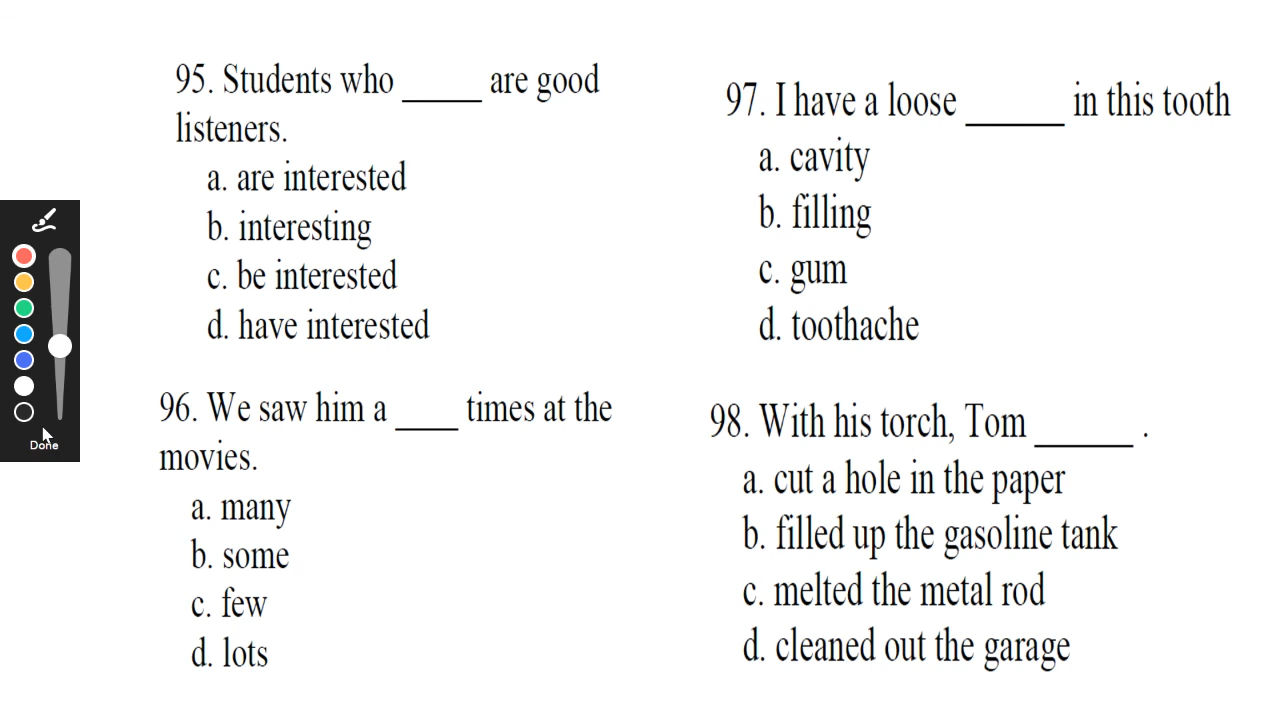 95. Students who _____ are good
listeners.
a. are interested
b. interesting
c. be interested
d. have interested
96. We saw him a ____ times at the
movies.
a. many
b. some
c. few
d. lots
97. I have a loose ______ in this tooth
a. cavity
b. filling
c. gum
d. toothache
98. With his torch, Tom ______ .
a. cut a hole in the paper
b. filled up the gasoline tank
c. melted the metal rod
d. cleaned out the garage
Done